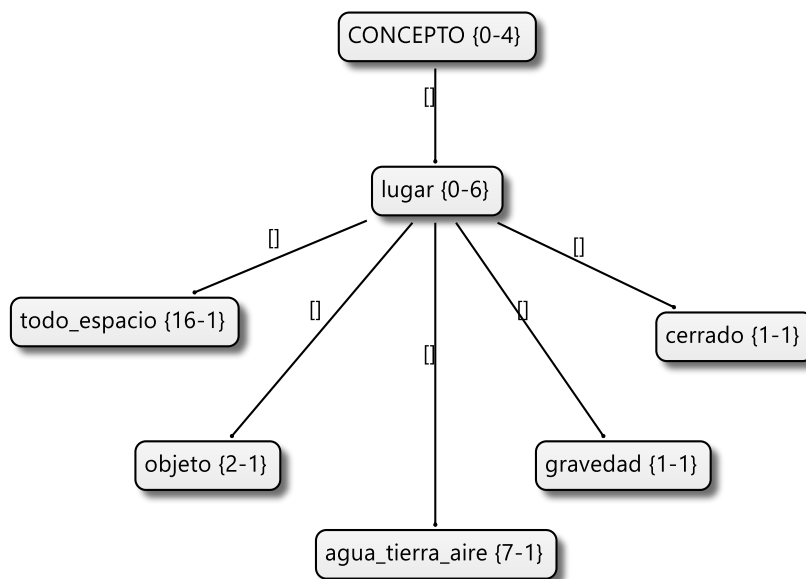 CONCEPTO {0-4}
[]
lugar {0-6}
[]
[]
[]
[]
[]
todo_espacio {16-1}
cerrado {1-1}
objeto {2-1}
gravedad {1-1}
agua_tierra_aire {7-1}